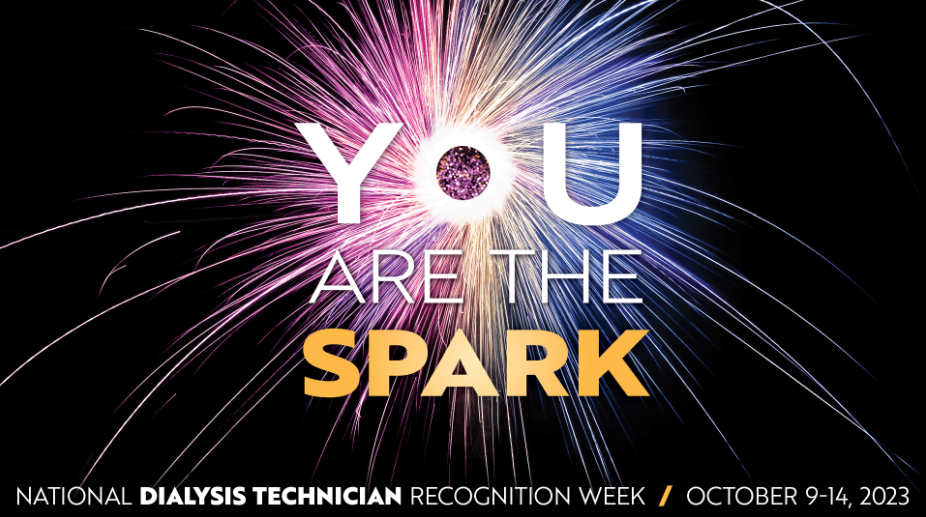 YOU
ARE THE
SPARK
NATIONAL DIALYSIS TECHNICIAN RECOGNITION WEEK / OCTOBER 9-14, 2023